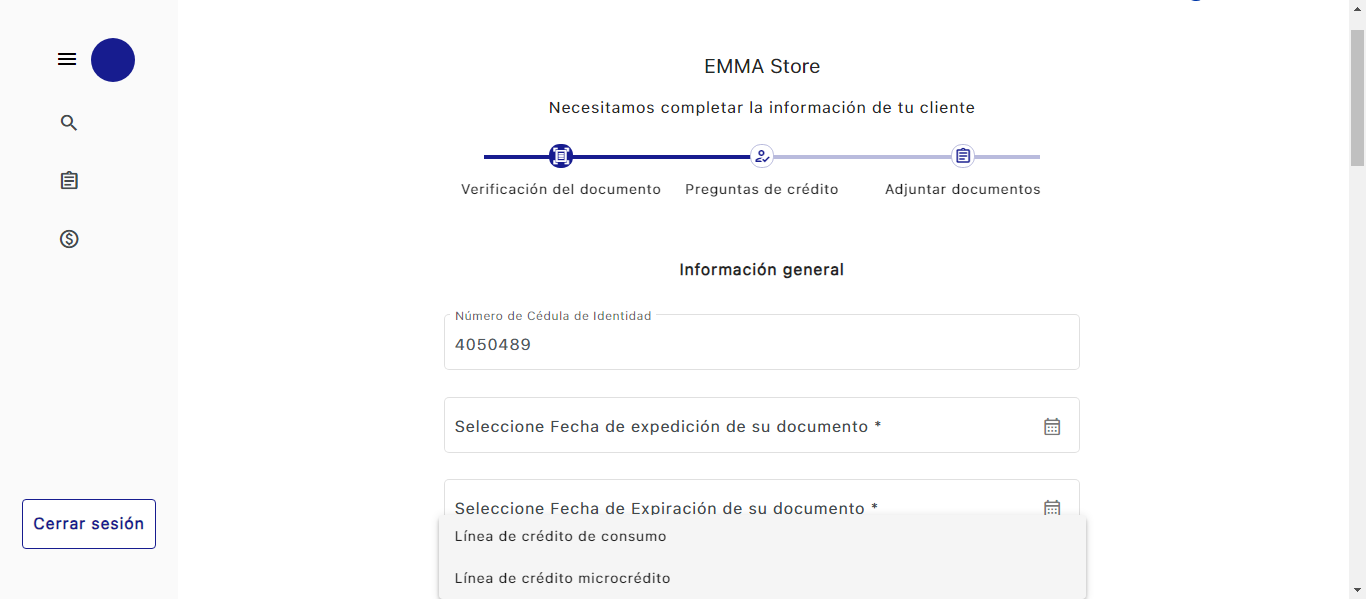 EMMA Store
Necesitamos completar la información de tu cliente
Verificación del documento
Preguntas de crédito
Adjuntar documentos
Información general
Número de Cédula de Identidad
4050489
Seleccione Fecha de expedición de su documento *
Seleccione Fecha de Expiración de su documento *
Línea de crédito de consumo
Línea de crédito microcrédito
Cerrar sesión